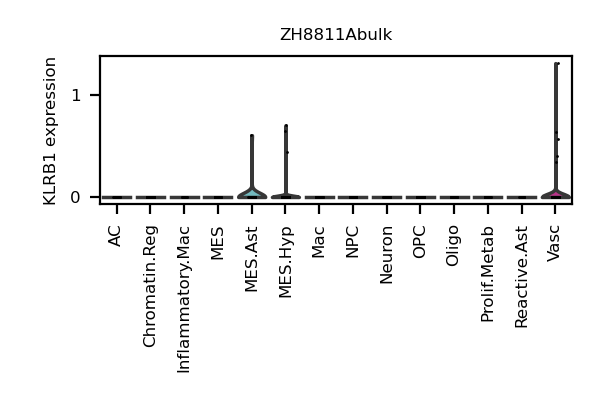 ZH8811Abulk
KLRB1 expression
1
0
AC
Chromatin.Reg
Inflammatory.Mac
MES
MES.Ast
MES.Hyp
Mac
NPC
Neuron
OPC
Oligo
Prolif.Metab
Reactive.Ast
Vasc